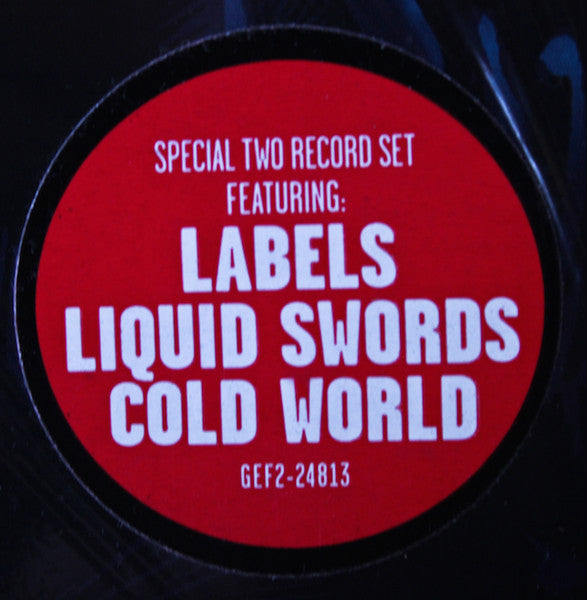 SPECIAL TWO RECORD SET
FEATURING:
LABELS
LIQUID SWORDS
COLD WORLD
GEF2-24813